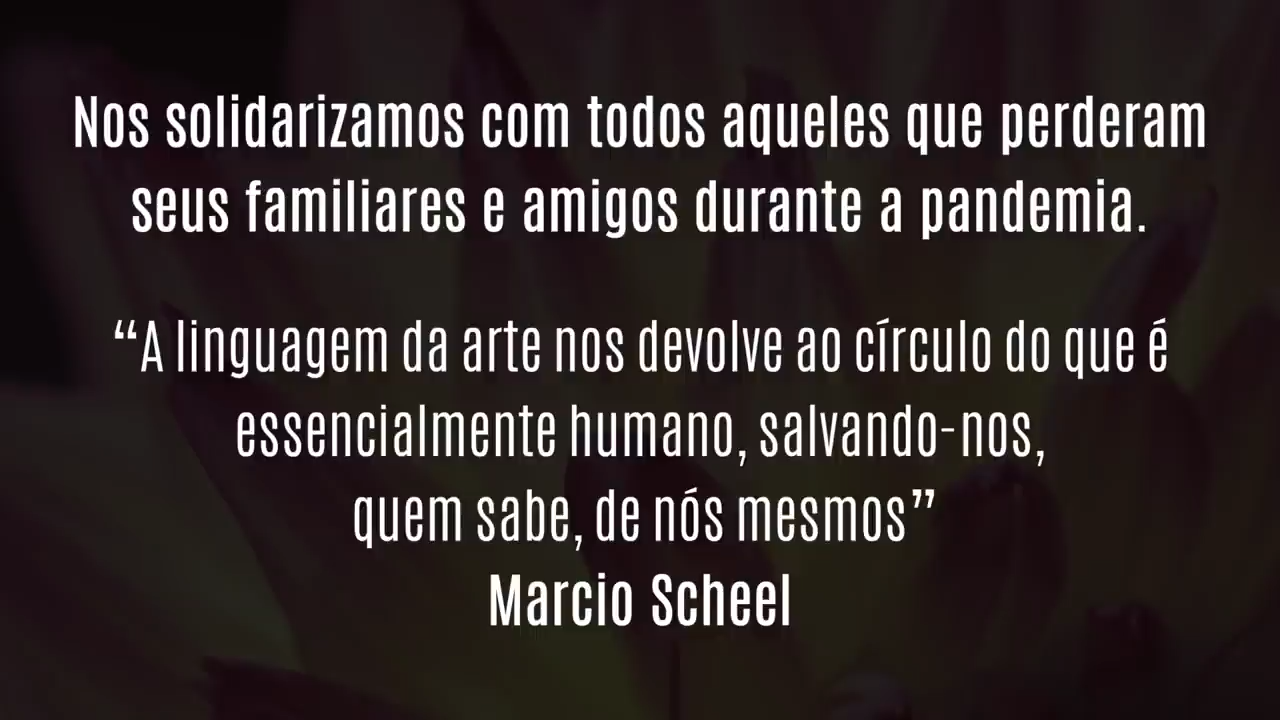 Nos solidarizamos com todos aqueles que perderam
seus familiares e amigos durante a pandemia.
“A linguagem da arte nos devolve ao círculo do que é
essencialmente humano, salvando-nos,
quem sabe, de nós mesmos”
Marcio Scheel